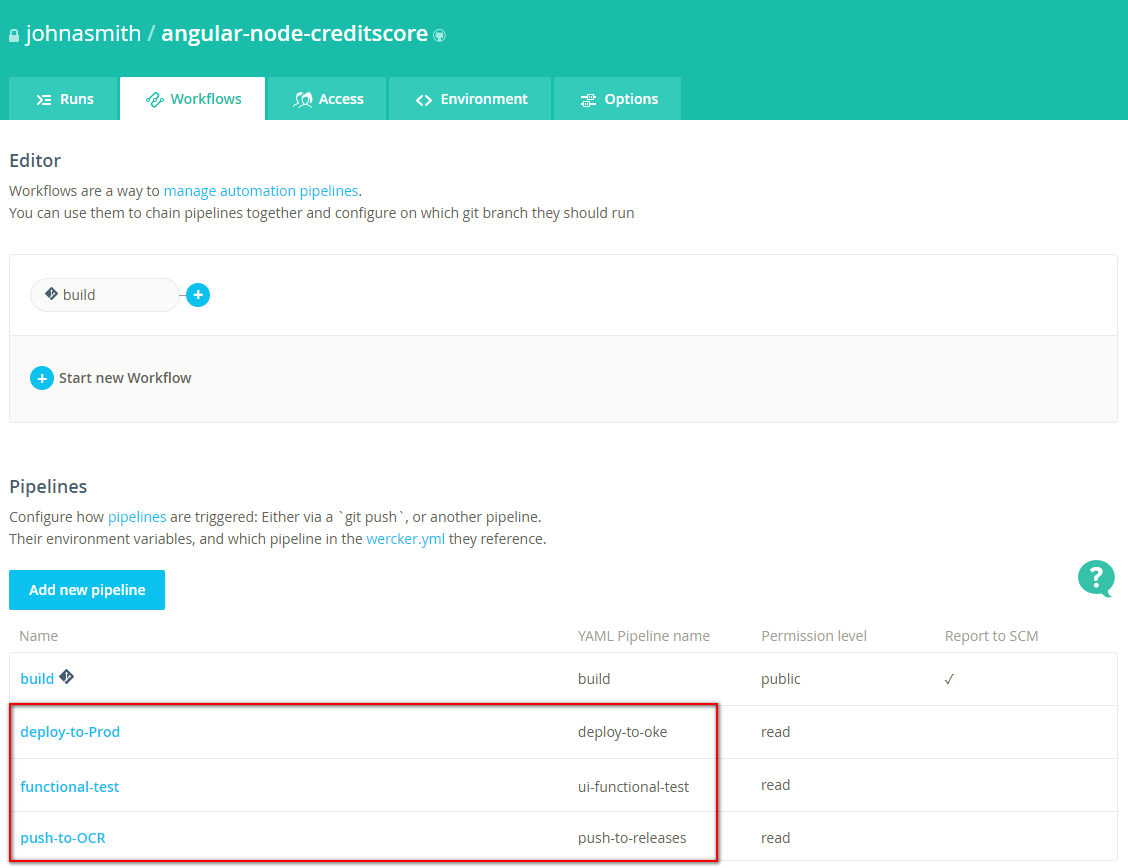 johnasmith / angular-node-creditscore
Runs Workflows Access Environment Options
Editor
Workflows are a way to manage automation pipelines.
You can use them to chain pipelines together and configure on which git branch they should run
build
Start new Workflow
Pipelines
Configure how pipelines are triggered: Either via a `git push`, or another pipeline.
Their environment variables, and which pipeline in the wercker.yml they reference.
?
Add new pipeline
Name YAML Pipeline name Permission level Report to SCM
build build public ✓
deploy-to-Prod deploy-to-oke read
functional-test ui-functional-test read
push-to-OCR push-to-releases read